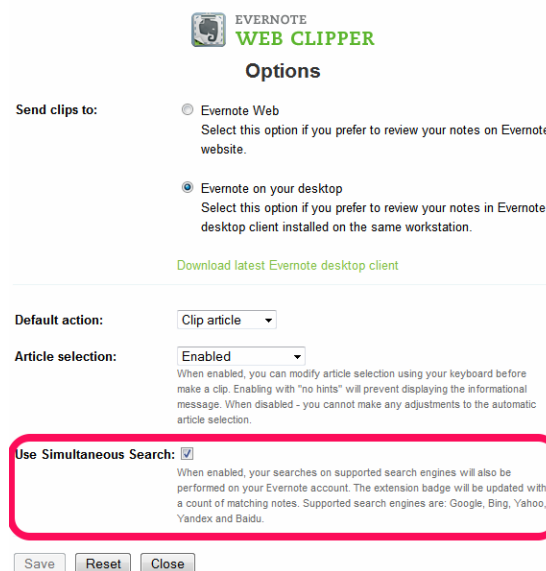 EVERNOTE
WEB CLIPPER
Options
Send clips to:
Evernote Web
Select this option if you prefer to review your notes on Evernote
website.
Evernote on your desktop
Select this option if you prefer to review your notes in Evernote
desktop client installed on the same workstation.
Download latest Evernote desktop client
Default action: Clip article
Article selection: Enabled
When enabled, you can modify article selection using your keyboard before
make a clip. Enabling with "no hints" will prevent displaying the informational
message. When disabled - you cannot make any adjustments to the automatic
article selection.
Use Simultaneous Search:
When enabled, your searches on supported search engines will also be
performed on your Evernote account. The extension badge will be updated with
a count of matching notes. Supported search engines are: Google, Bing, Yahoo,
Yandex and Baidu.
Save Reset Close